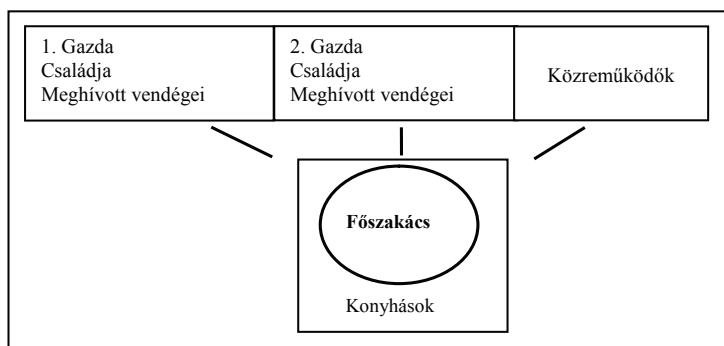 1. Gazda
Családja
Meghívott vendégei
2. Gazda
Családja
Meghívott vendégei
Közreműködők
Főszakács
Konyhások